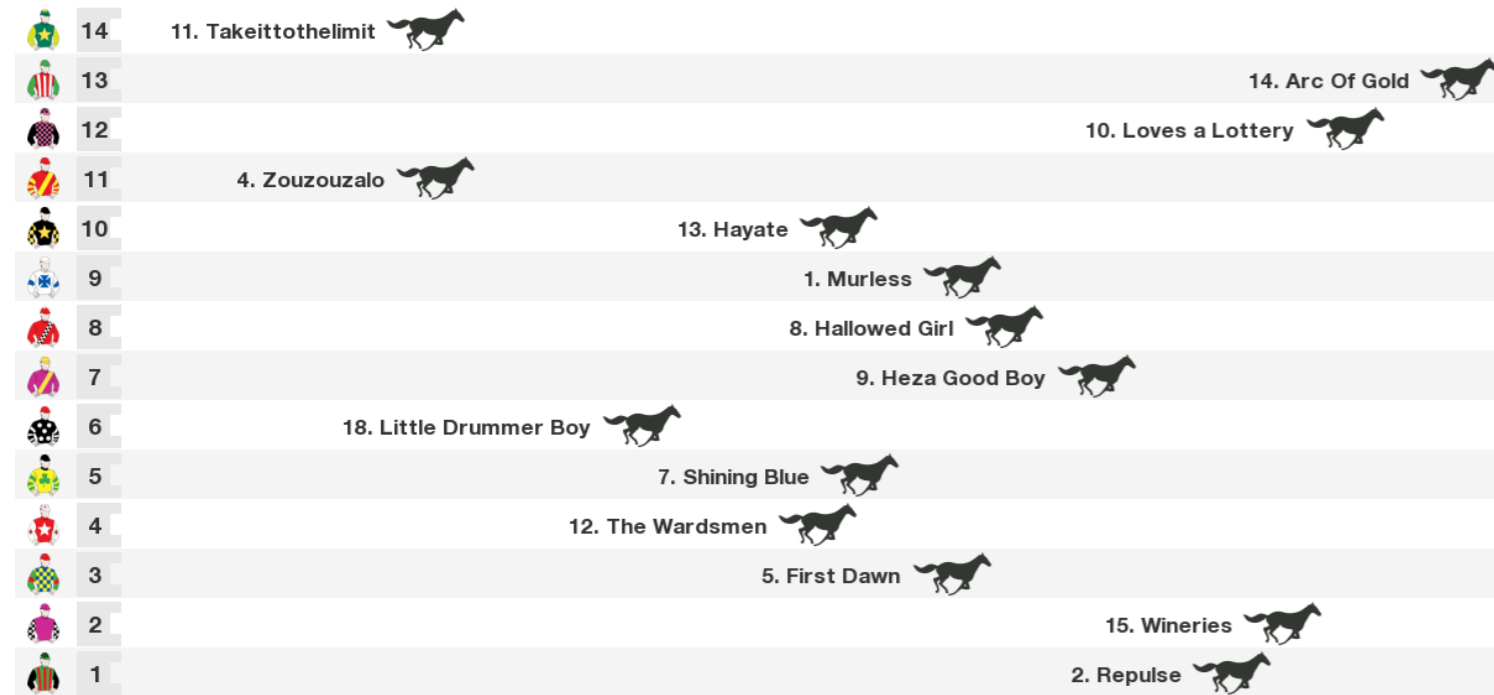 14 11. Takeittothelimit
13 14. Arc Of Gold
12 10. Loves a Lottery
11 4. Zouzouzalo
10 13. Hayate
9 1. Murless
8 8. Hallowed Girl
7 9. Heza Good Boy
6 18. Little Drummer Boy
5 7. Shining Blue
4 12. The Wardsmen
3 5. First Dawn
2 15. Wineries
1 2. Repulse